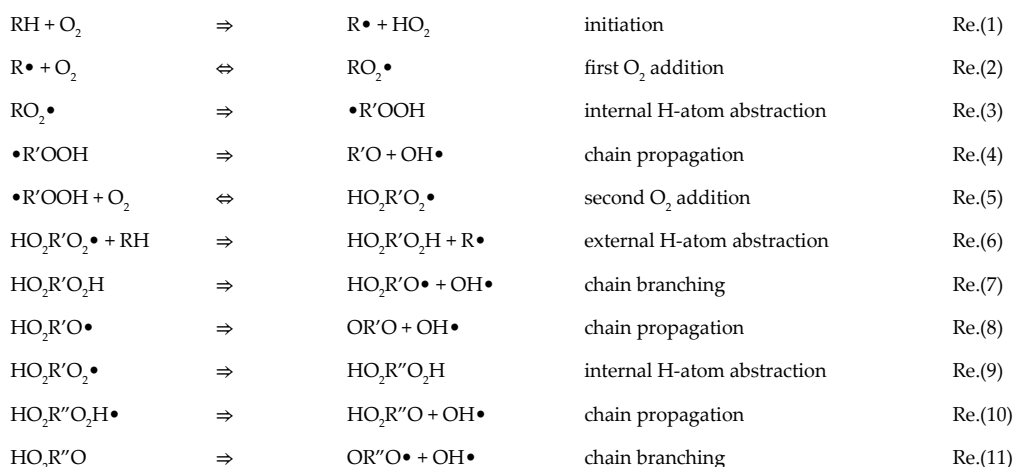 RH + O₂ ⇒ R• + HO₂ initiation Re.(1)
R• + O₂ ⇔ RO₂• first O₂ addition Re.(2)
RO₂• ⇒ •R′OOH internal H-atom abstraction Re.(3)
•R′OOH ⇒ R′O + OH• chain propagation Re.(4)
•R′OOH + O₂ ⇔ HO₂R′O₂• second O₂ addition Re.(5)
HO₂R′O₂• + RH ⇒ HO₂R′O₂H + R• external H-atom abstraction Re.(6)
HO₂R′O₂H ⇒ HO₂R′O• + OH• chain branching Re.(7)
HO₂R′O• ⇒ OR′O + OH• chain propagation Re.(8)
HO₂R′O₂• ⇒ HO₂R″O₂H internal H-atom abstraction Re.(9)
HO₂R″O₂H• ⇒ HO₂R″O + OH• chain propagation Re.(10)
HO₂R″O ⇒ OR″O• + OH• chain branching Re.(11)